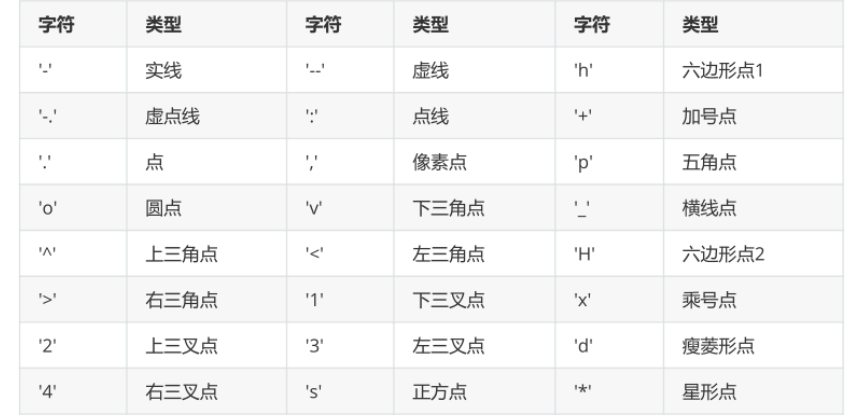 字符 类型 字符 类型 字符 类型
'-' 实线 '--' 虚线 'h' 六边形点1
'-.' 虚点线 ':' 点线 '+' 加号点
'.' 点 ',' 像素点 'p' 五角点
'o' 圆点 'v' 下三角点 '_' 横线点
'^' 上三角点 '<' 左三角点 'H' 六边形点2
'>' 右三角点 '1' 下三叉点 'x' 乘号点
'2' 上三叉点 '3' 左三叉点 'd' 瘦菱形点
'4' 右三叉点 's' 正方点 '*' 星形点